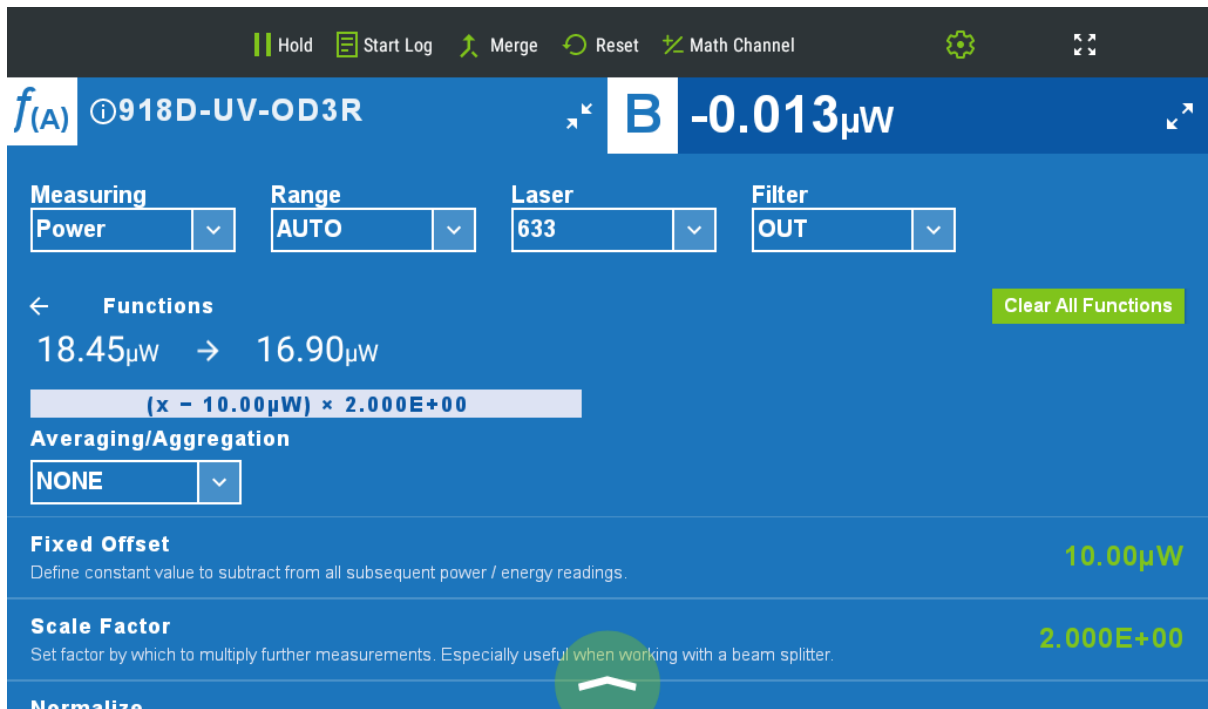 Hold Start Log Merge Reset Math Channel
f(A) 918D-UV-OD3R B -0.013µW
Measuring Range Laser Filter
Power AUTO 633 OUT
Functions Clear All Functions
18.45µW → 16.90µW
(x − 10.00µW) × 2.000E+00
Averaging/Aggregation
NONE
Fixed Offset
10.00µW
Define constant value to subtract from all subsequent power / energy readings.
Scale Factor
2.000E+00
Set factor by which to multiply further measurements. Especially useful when working with a beam splitter.
Normalize